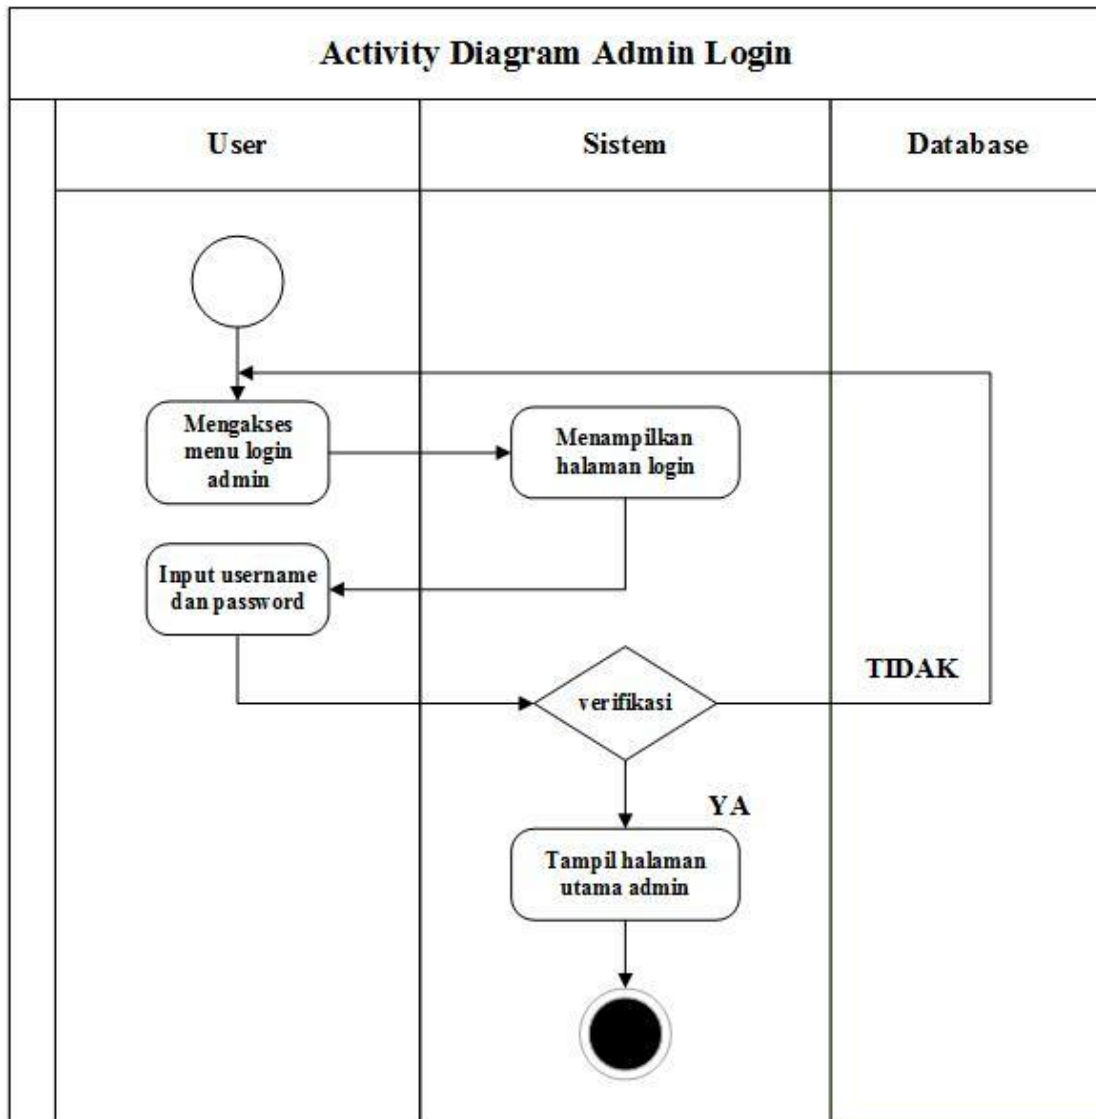 Activity Diagram Admin Login
User
Sistem
Database
Mengakses
menu login
admin
Menampilkan
halaman login
Input username
dan password
verifikasi
TIDAK
YA
Tampil halaman
utama admin